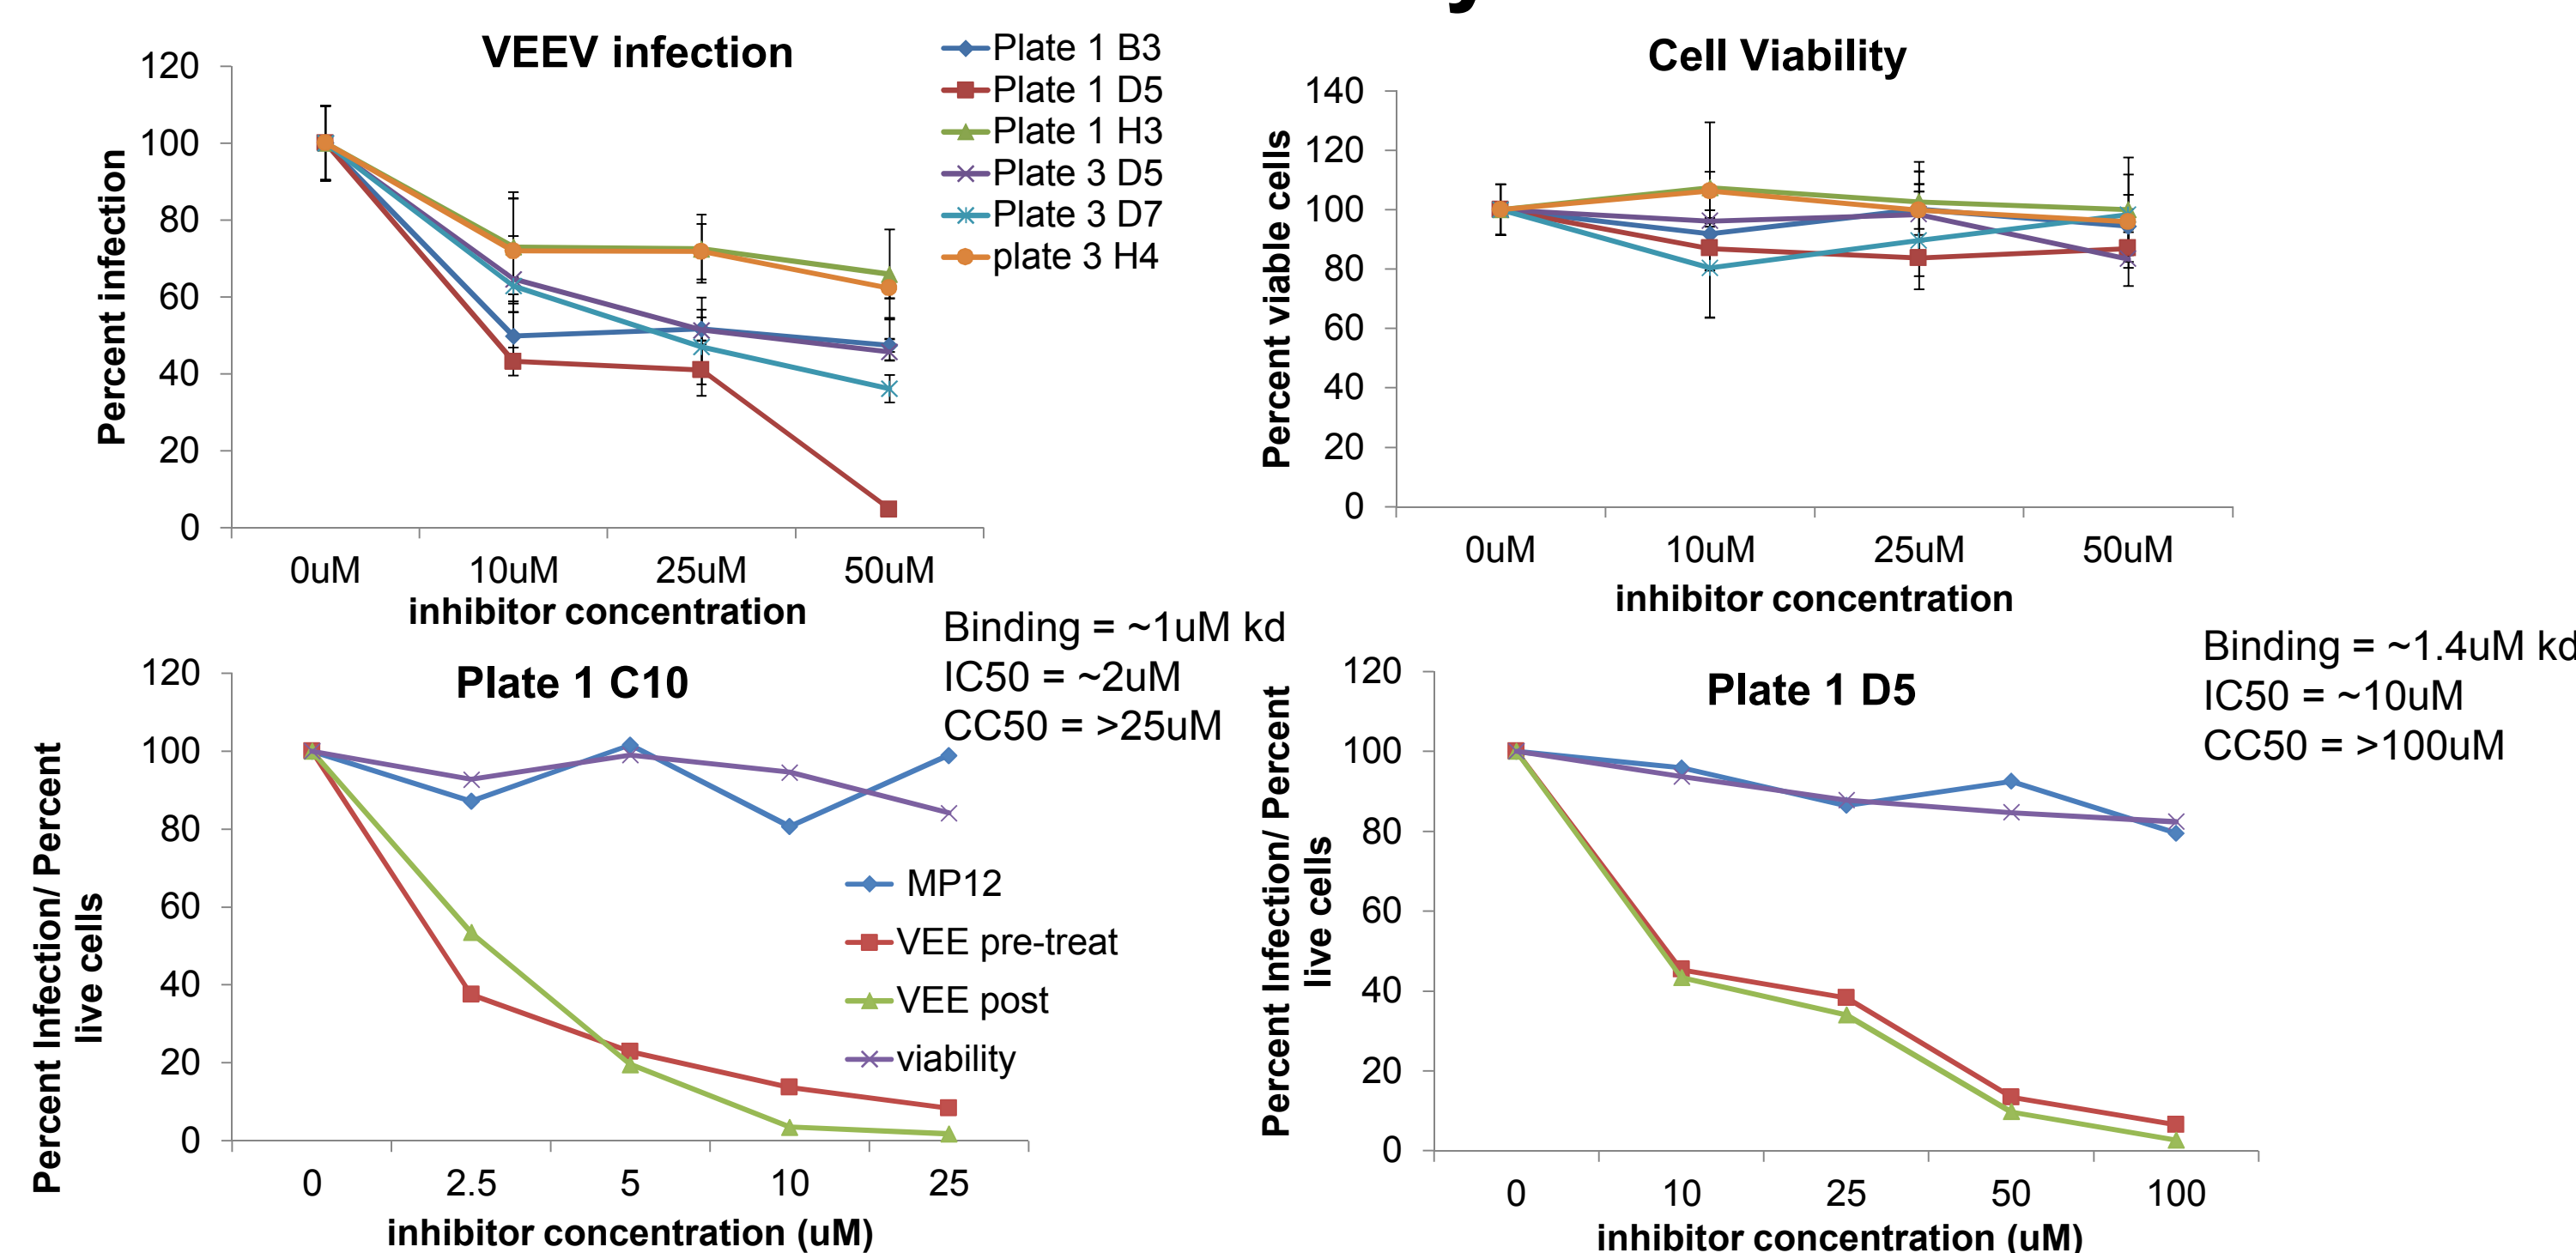 VEEV infection
120
100
80
60
40
20
0
Percent infection
0uM 10uM 25uM 50uM
inhibitor concentration
Plate 1 B3
Plate 1 D5
Plate 1 H3
Plate 3 D5
Plate 3 D7
plate 3 H4
Cell Viability
140
120
100
80
60
40
20
0
Percent viable cells
0uM 10uM 25uM 50uM
inhibitor concentration
Plate 1 C10
Binding = ~1uM kd
IC50 = ~2uM
CC50 = >25uM
120
100
80
60
40
20
0
Percent Infection/ Percent
live cells
MP12
VEE pre-treat
VEE post
viability
0 2.5 5 10 25
inhibitor concentration (uM)
Plate 1 D5
Binding = ~1.4uM kd
IC50 = ~10uM
CC50 = >100uM
120
100
80
60
40
20
0
Percent Infection/ Percent
live cells
0 10 25 50 100
inhibitor concentration (uM)